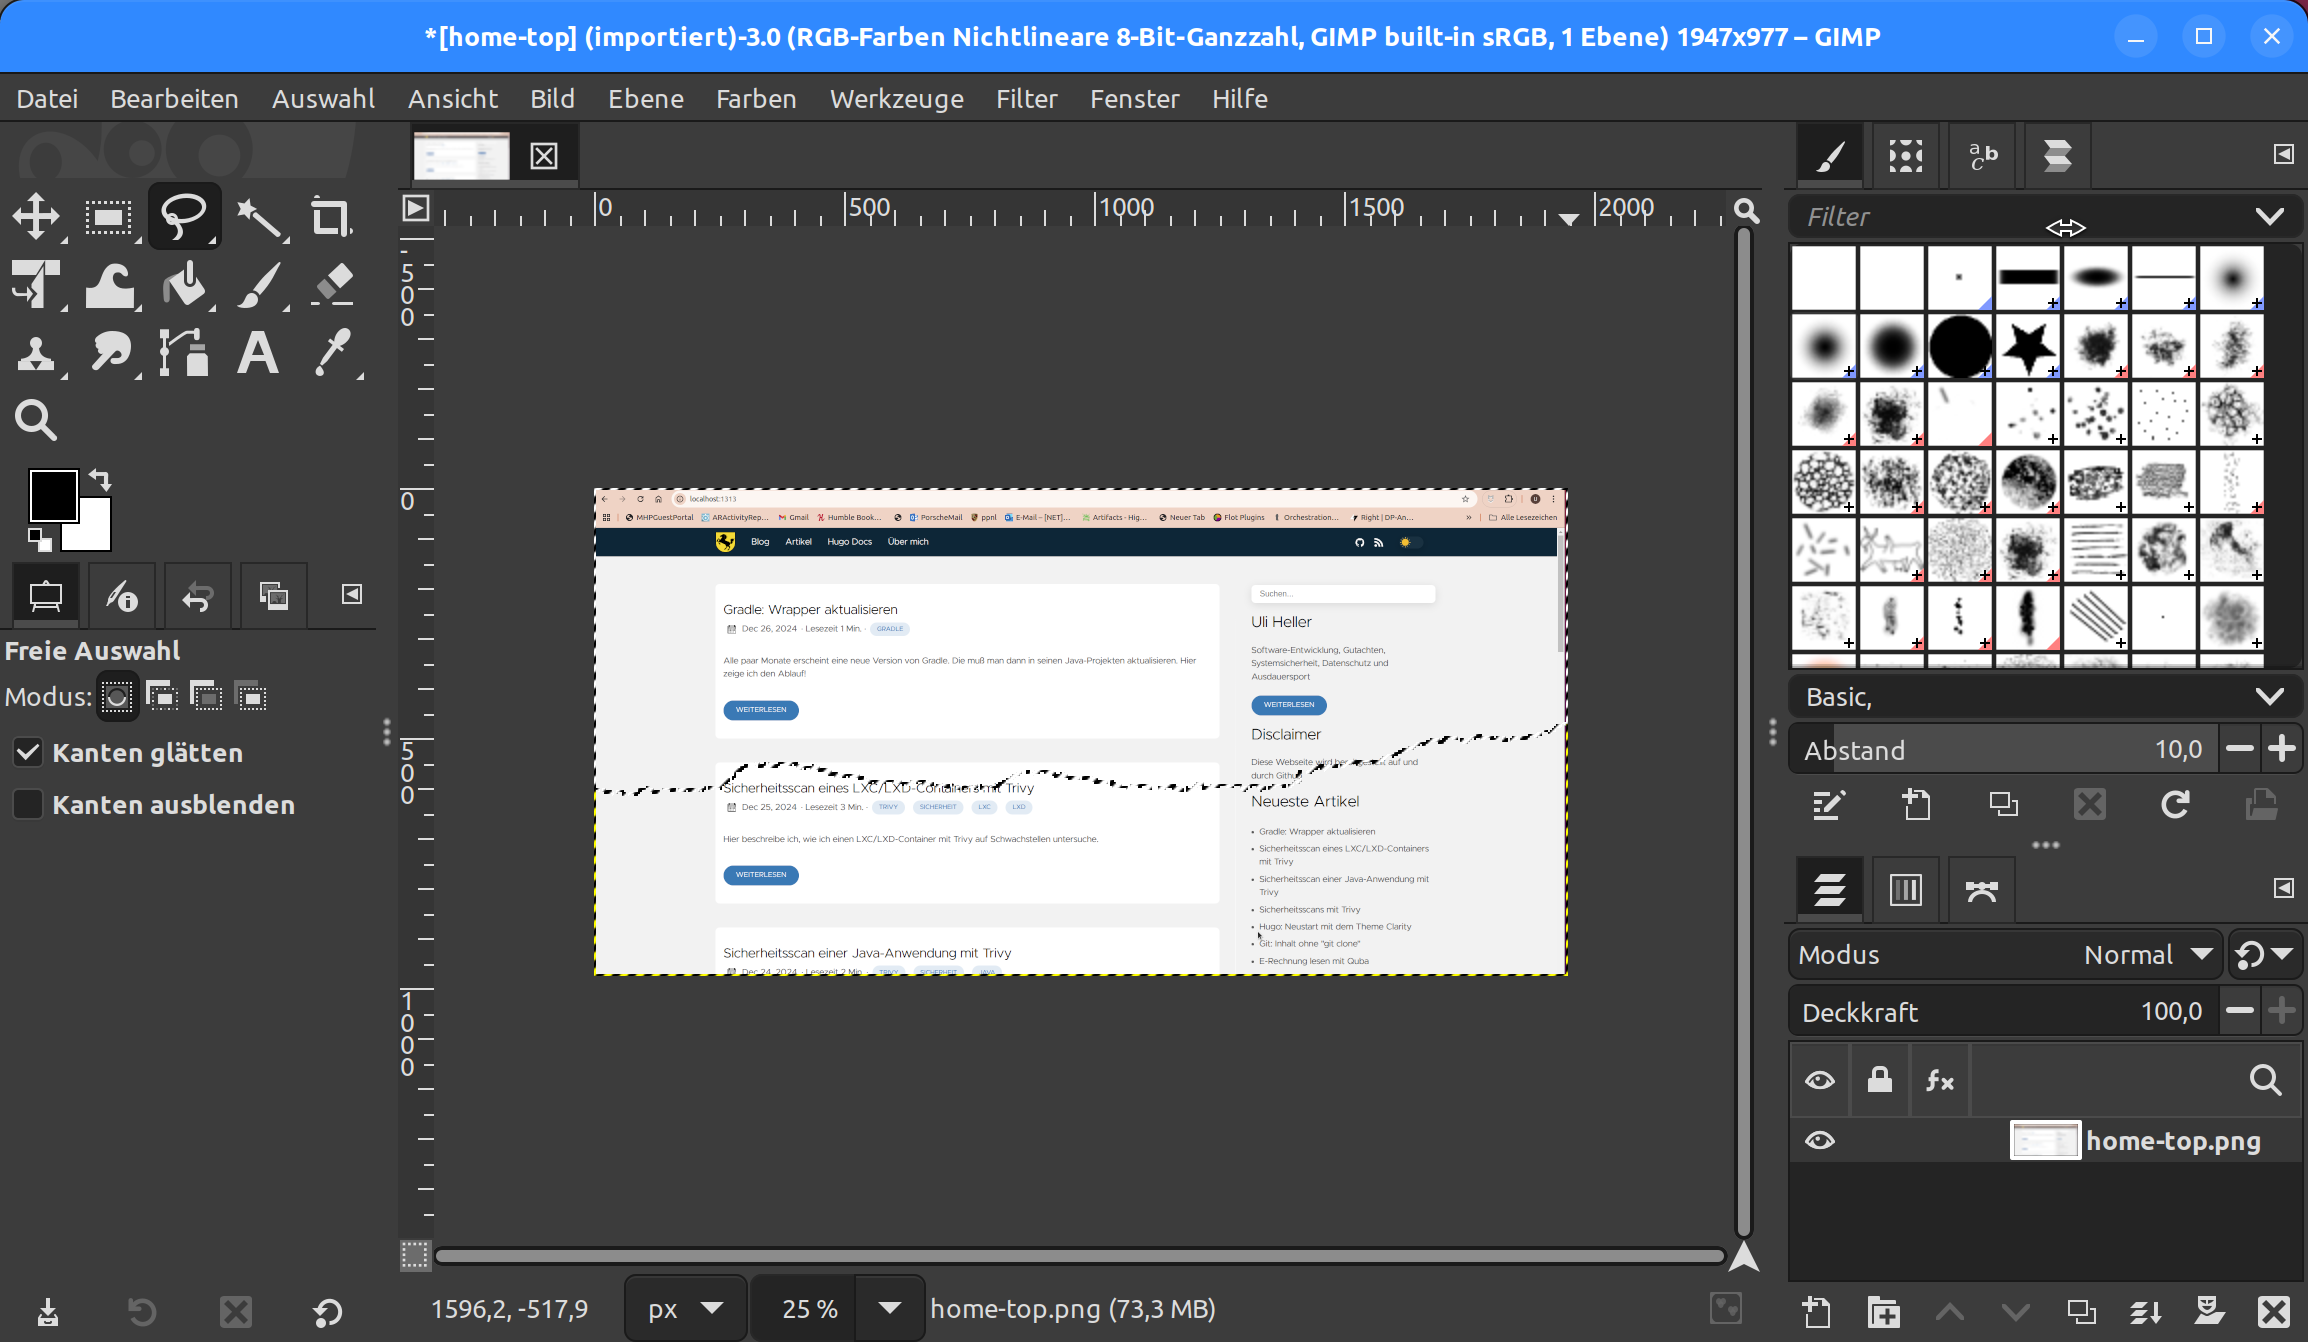 *[home-top] (importiert)-3.0 (RGB-Farben Nichtlineare 8-Bit-Ganzzahl, GIMP built-in sRGB, 1 Ebene) 1947x977 – GIMP
Datei Bearbeiten Auswahl Ansicht Bild Ebene Farben Werkzeuge Filter Fenster Hilfe
0 500 1000 1500 2000
-500
0
500
1000
Freie Auswahl
Modus:
Kanten glätten
Kanten ausblenden
localhost:1313
MHPGuestPortal ARActivityRep... Gmail Humble Book... PorscheMail ppnl E-Mail – [NET]... Artifacts - Hig... Neuer Tab Flot Plugins Orchestration... Right | DP-An... » Alle Lesezeichen
Blog Artikel Hugo Docs Über mich
Gradle: Wrapper aktualisieren
Dec 26, 2024 · Lesezeit 1 Min. · GRADLE
Alle paar Monate erscheint eine neue Version von Gradle. Die muß man dann in seinen Java-Projekten aktualisieren. Hier
zeige ich den Ablauf!
WEITERLESEN
Sicherheitsscan eines LXC/LXD-Containers mit Trivy
Dec 25, 2024 · Lesezeit 3 Min. · TRIVY SICHERHEIT LXC LXD
Hier beschreibe ich, wie ich einen LXC/LXD-Container mit Trivy auf Schwachstellen untersuche.
WEITERLESEN
Sicherheitsscan einer Java-Anwendung mit Trivy
Dec 24, 2024 · Lesezeit 2 Min. · TRIVY SICHERHEIT JAVA
Suchen...
Uli Heller
Software-Entwicklung, Gutachten,
Systemsicherheit, Datenschutz und
Ausdauersport
WEITERLESEN
Disclaimer
Diese Webseite wird auf und
durch
Neueste Artikel
• Gradle: Wrapper aktualisieren
• Sicherheitsscan eines LXC/LXD-Containers
mit Trivy
• Sicherheitsscan einer Java-Anwendung mit
Trivy
• Sicherheitsscans mit Trivy
• Hugo: Neustart mit dem Theme Clarity
• Git: Inhalt ohne "git clone"
• E-Rechnung lesen mit Quba
1596,2, -517,9 px 25 % home-top.png (73,3 MB)
Filter
Basic,
Abstand 10,0
Modus Normal
Deckkraft 100,0
fx
home-top.png